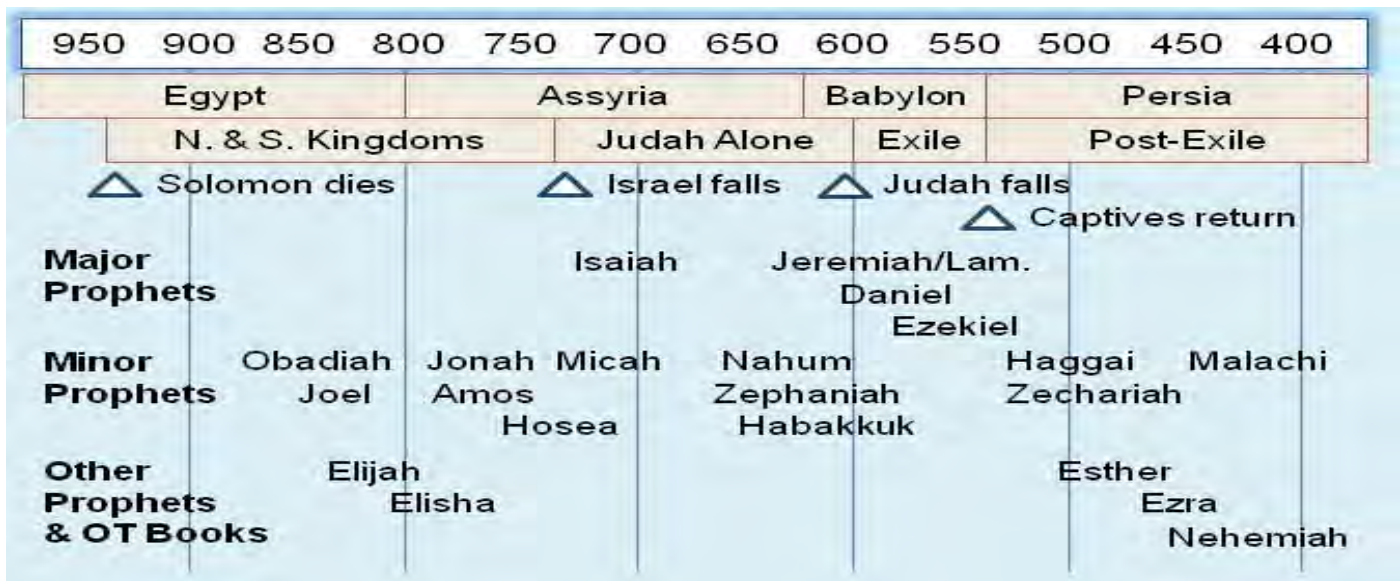 950 900 850 800 750 700 650 600 550 500 450 400
Egypt Assyria Babylon Persia
N. & S. Kingdoms Judah Alone Exile Post-Exile
Solomon dies Israel falls Judah falls
Captives return
Major Isaiah Jeremiah/Lam.
Prophets Daniel
Ezekiel
Minor Obadiah Jonah Micah Nahum Haggai Malachi
Prophets Joel Amos Zephaniah Zechariah
Hosea Habakkuk
Other Elijah Esther
Prophets Elisha Ezra
& OT Books Nehemiah